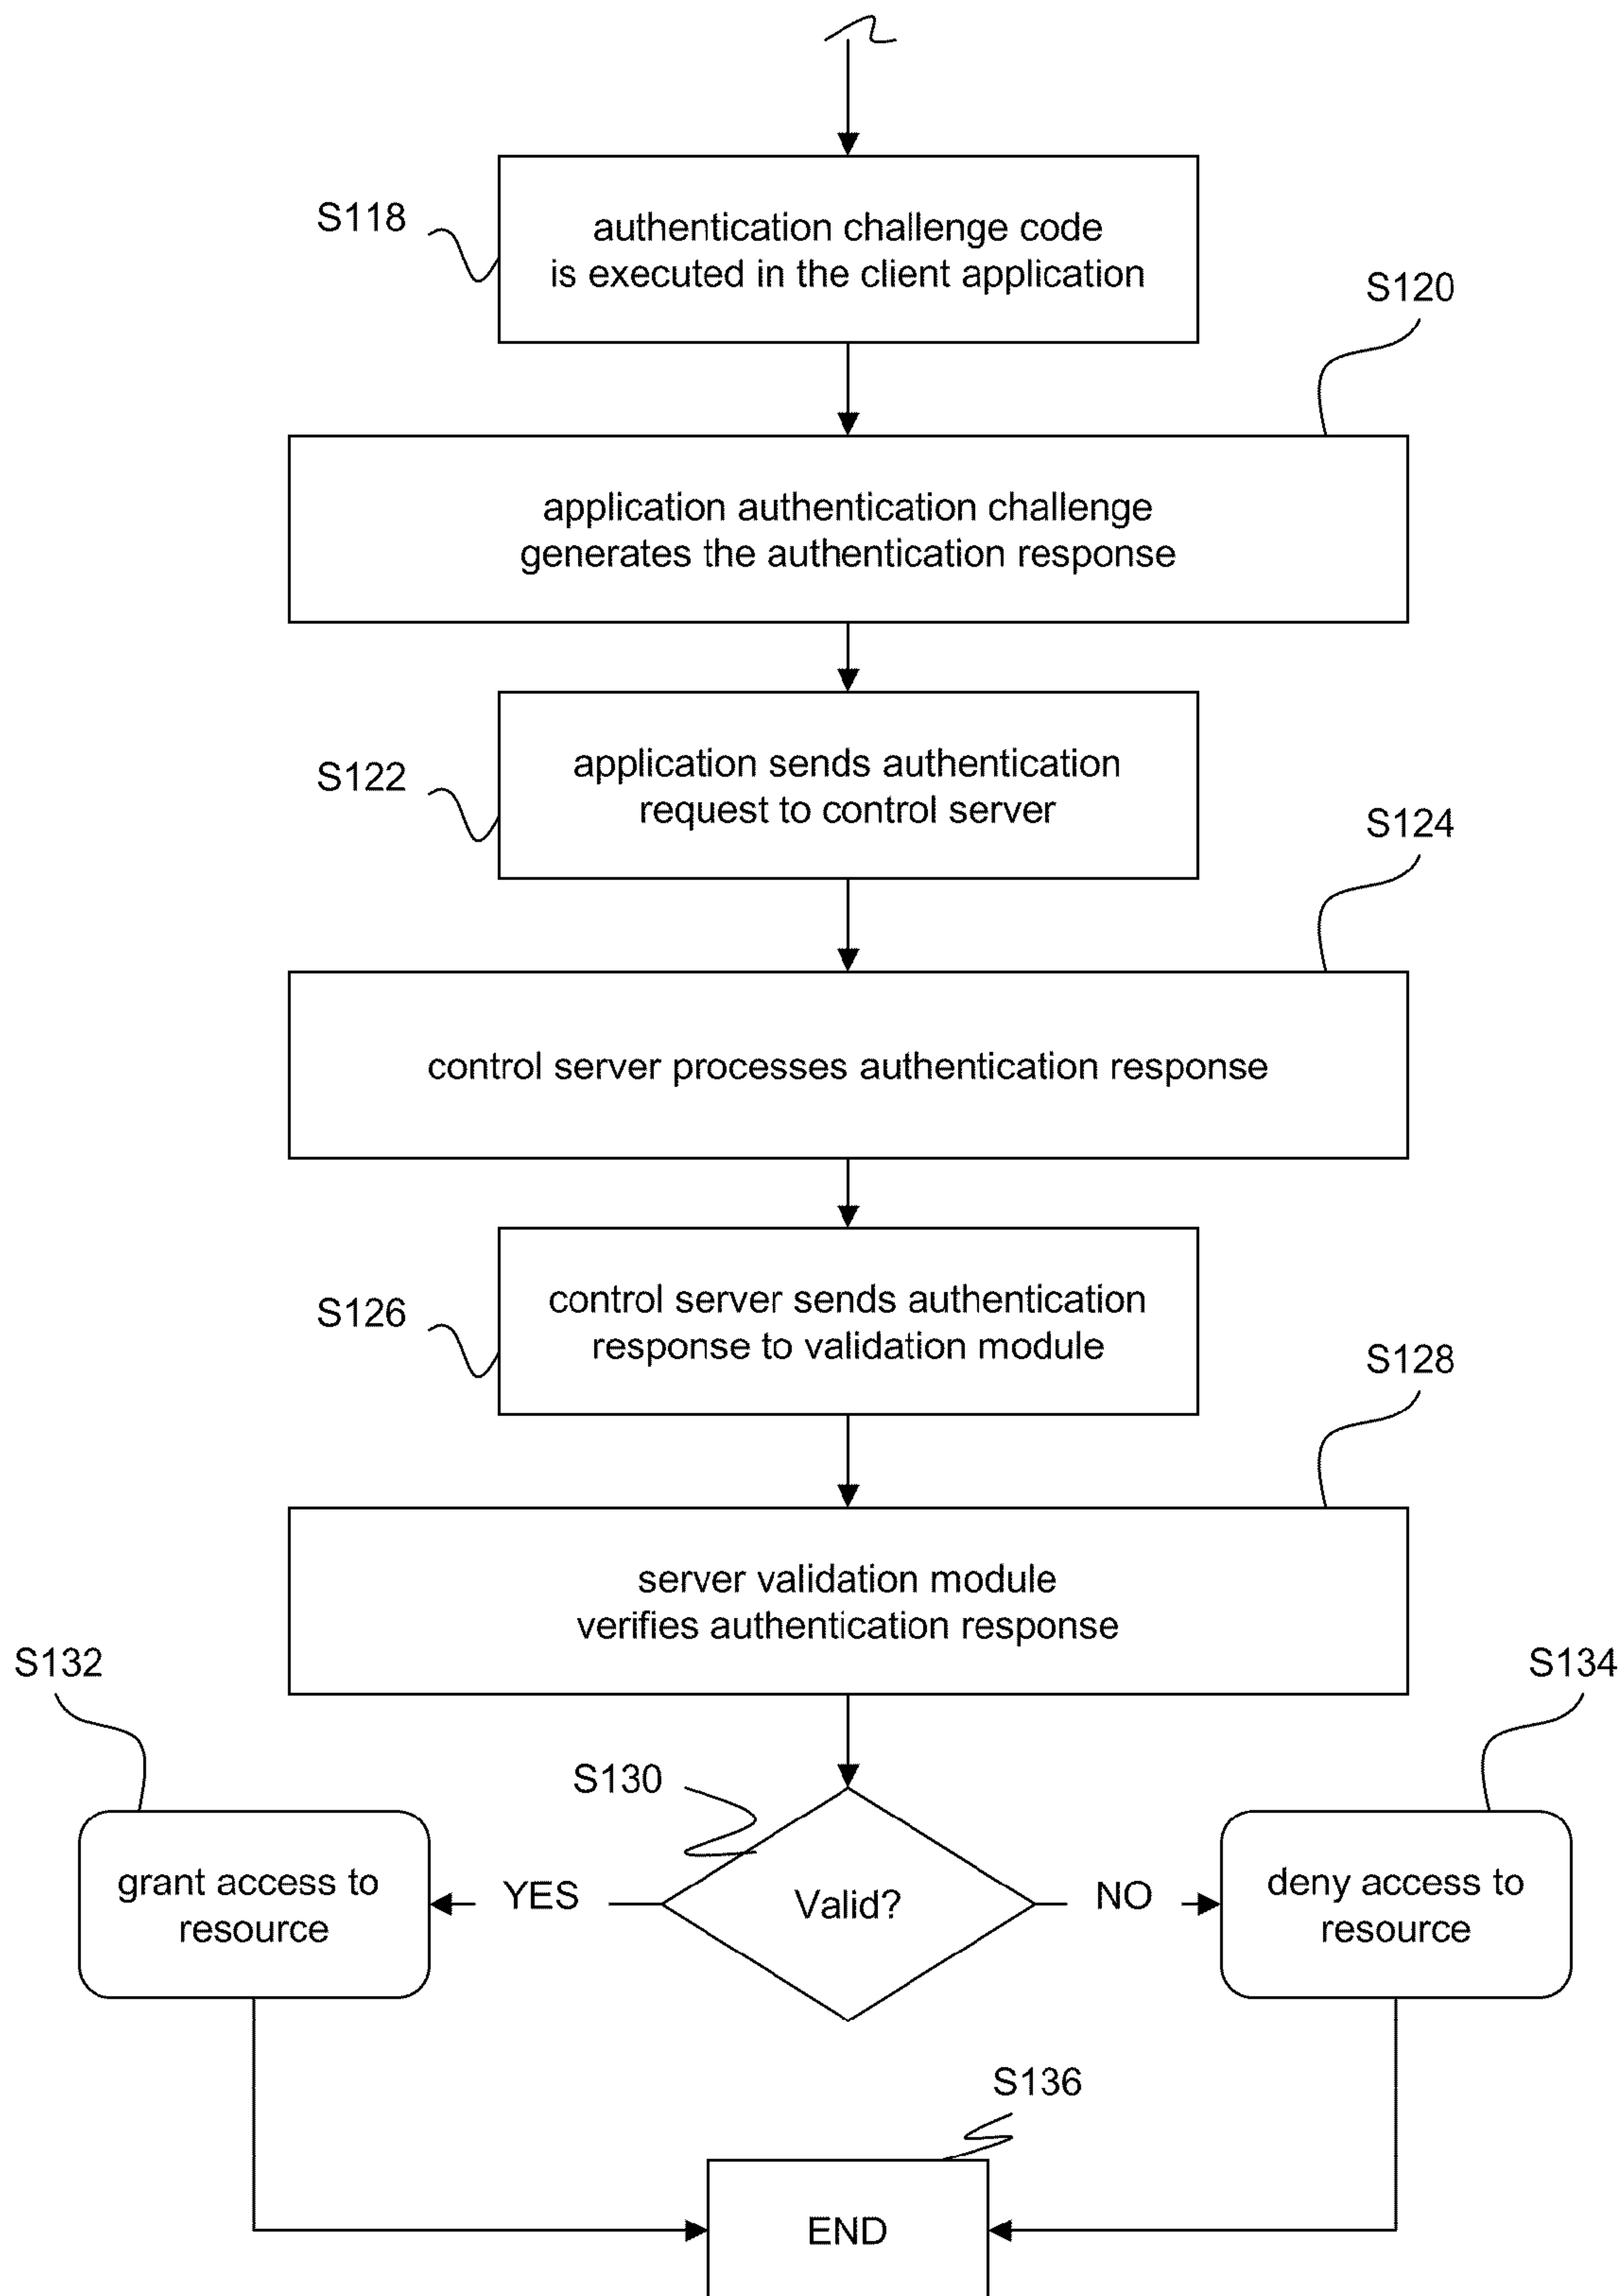 S118
authentication challenge code
is executed in the client application
S120
application authentication challenge
generates the authentication response
S122
application sends authentication
request to control server
S124
control server processes authentication response
S126
control server sends authentication
response to validation module
S128
server validation module
verifies authentication response
S132
S134
S130
grant access to
resource
YES
Valid?
NO
deny access to
resource
S136
END